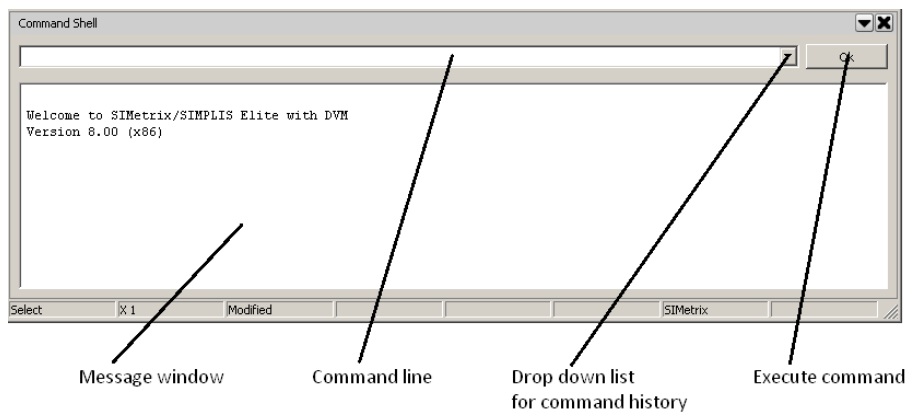 Command Shell
Ok
Welcome to SIMetrix/SIMPLIS Elite with DVM
Version 8.00 (x86)
Select X 1 Modified SIMetrix
Message window Command line Drop down list for command history Execute command